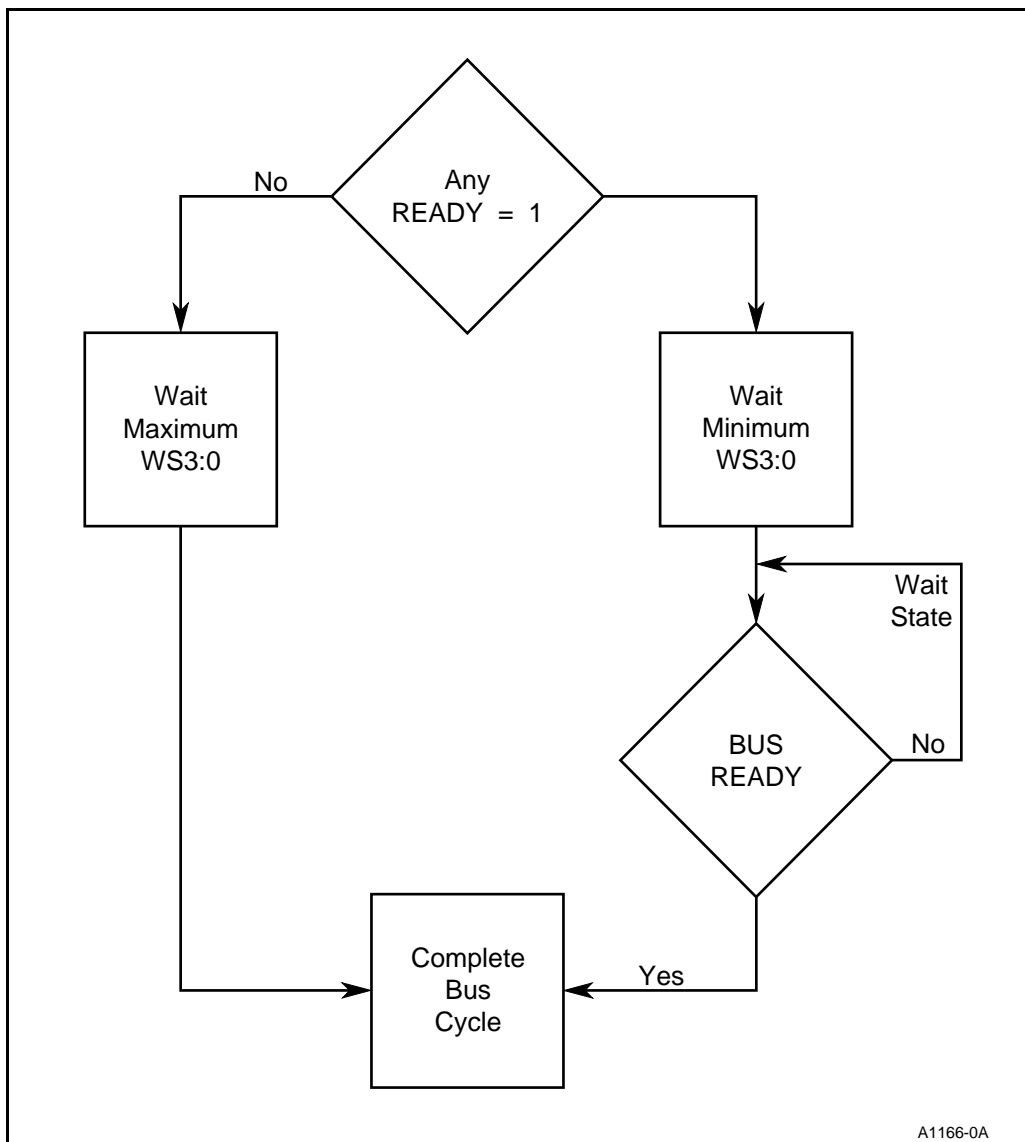 No
Any
READY = 1
Wait
Maximum
WS3:0
Wait
Minimum
WS3:0
Wait
State
BUS
READY
No
Complete
Bus
Cycle
Yes
A1166-0A